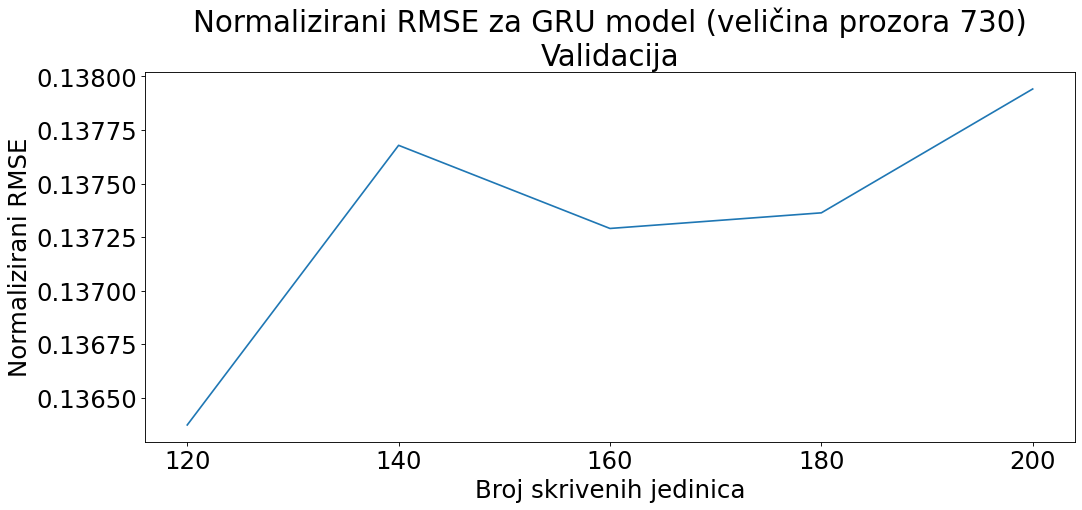 Normalizirani RMSE za GRU model (veličina prozora 730)
Validacija
Normalizirani RMSE
0.13800
0.13775
0.13750
0.13725
0.13700
0.13675
0.13650
120 140 160 180 200
Broj skrivenih jedinica